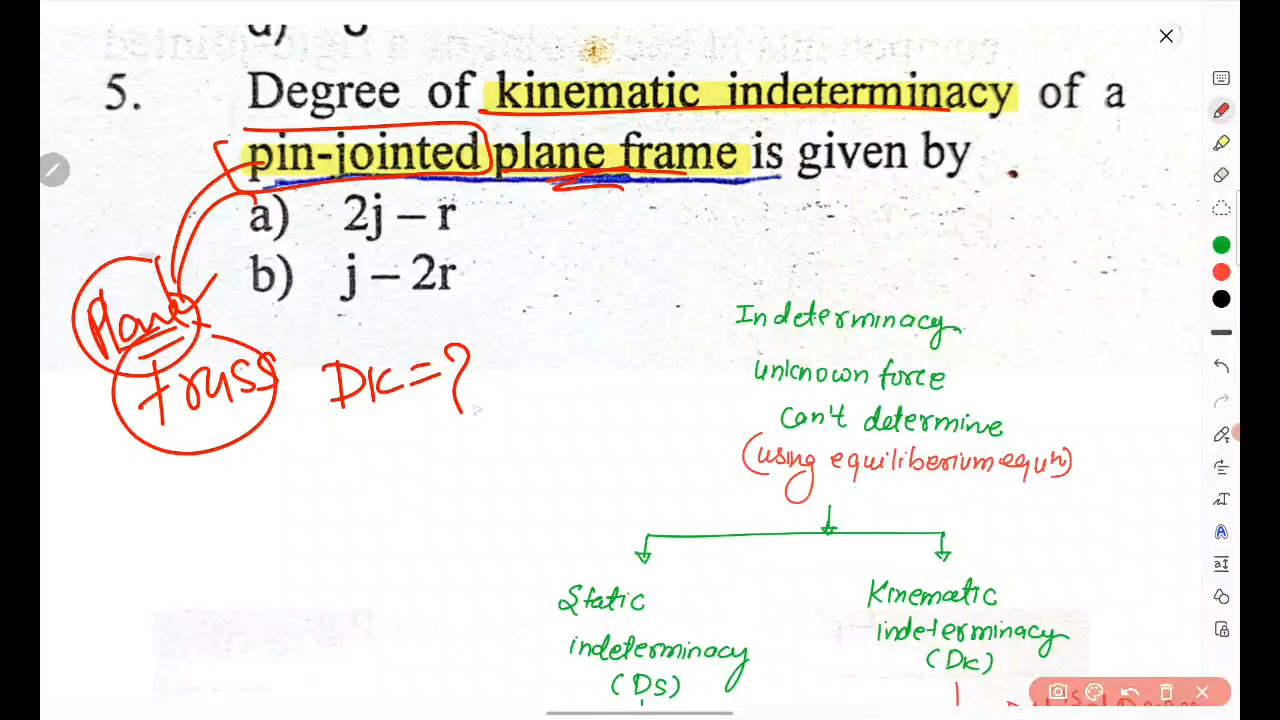 5. Degree of kinematic indeterminacy of a
pin-jointed plane frame is given by
a) 2j – r
b) j – 2r
Plane
Truss DK = ?
Indeterminacy
unknown force
can't determine
(using equiliberium equn)
Static
indeterminacy
(DS)
Kinematic
indeterminacy
(DK)